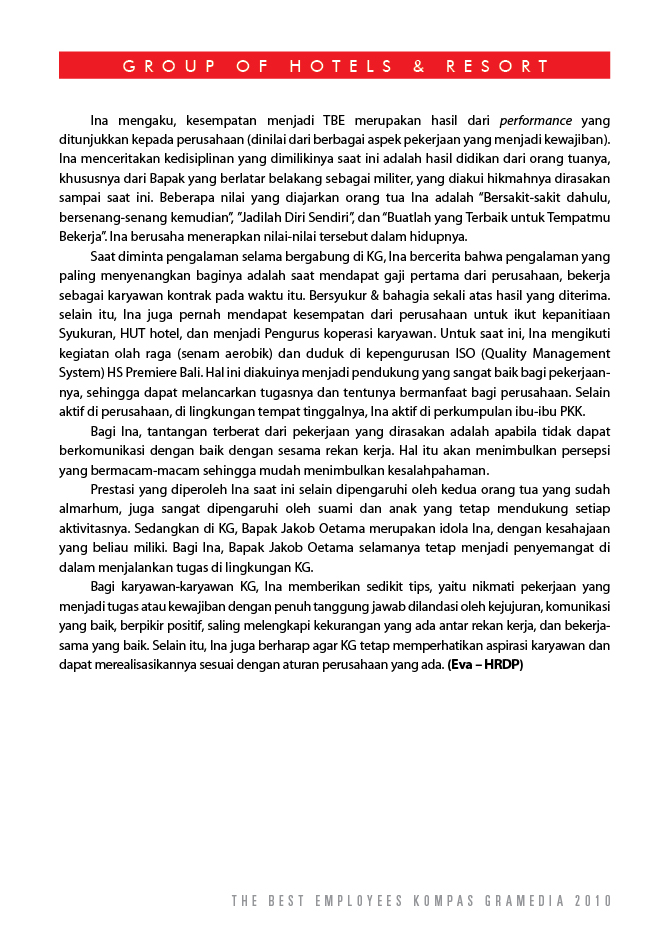 GROUP OF HOTELS & RESORT
Ina mengaku, kesempatan menjadi TBE merupakan hasil dari performance yang
ditunjukkan kepada perusahaan (dinilai dari berbagai aspek pekerjaan yang menjadi kewajiban).
Ina menceritakan kedisiplinan yang dimilikinya saat ini adalah hasil didikan dari orang tuanya,
khususnya dari Bapak yang berlatar belakang sebagai militer, yang diakui hikmahnya dirasakan
sampai saat ini. Beberapa nilai yang diajarkan orang tua Ina adalah “Bersakit-sakit dahulu,
bersenang-senang kemudian”, ”Jadilah Diri Sendiri”, dan “Buatlah yang Terbaik untuk Tempatmu
Bekerja”. Ina berusaha menerapkan nilai-nilai tersebut dalam hidupnya.
Saat diminta pengalaman selama bergabung di KG, Ina bercerita bahwa pengalaman yang
paling menyenangkan baginya adalah saat mendapat gaji pertama dari perusahaan, bekerja
sebagai karyawan kontrak pada waktu itu. Bersyukur & bahagia sekali atas hasil yang diterima.
selain itu, Ina juga pernah mendapat kesempatan dari perusahaan untuk ikut kepanitiaan
Syukuran, HUT hotel, dan menjadi Pengurus koperasi karyawan. Untuk saat ini, Ina mengikuti
kegiatan olah raga (senam aerobik) dan duduk di kepengurusan ISO (Quality Management
System) HS Premiere Bali. Hal ini diakuinya menjadi pendukung yang sangat baik bagi pekerjaan-
nya, sehingga dapat melancarkan tugasnya dan tentunya bermanfaat bagi perusahaan. Selain
aktif di perusahaan, di lingkungan tempat tinggalnya, Ina aktif di perkumpulan ibu-ibu PKK.
Bagi Ina, tantangan terberat dari pekerjaan yang dirasakan adalah apabila tidak dapat
berkomunikasi dengan baik dengan sesama rekan kerja. Hal itu akan menimbulkan persepsi
yang bermacam-macam sehingga mudah menimbulkan kesalahpahaman.
Prestasi yang diperoleh Ina saat ini selain dipengaruhi oleh kedua orang tua yang sudah
almarhum, juga sangat dipengaruhi oleh suami dan anak yang tetap mendukung setiap
aktivitasnya. Sedangkan di KG, Bapak Jakob Oetama merupakan idola Ina, dengan kesahajaan
yang beliau miliki. Bagi Ina, Bapak Jakob Oetama selamanya tetap menjadi penyemangat di
dalam menjalankan tugas di lingkungan KG.
Bagi karyawan-karyawan KG, Ina memberikan sedikit tips, yaitu nikmati pekerjaan yang
menjadi tugas atau kewajiban dengan penuh tanggung jawab dilandasi oleh kejujuran, komunikasi
yang baik, berpikir positif, saling melengkapi kekurangan yang ada antar rekan kerja, dan bekerja-
sama yang baik. Selain itu, Ina juga berharap agar KG tetap memperhatikan aspirasi karyawan dan
dapat merealisasikannya sesuai dengan aturan perusahaan yang ada. (Eva – HRDP)
THE BEST EMPLOYEES KOMPAS GRAMEDIA 2010